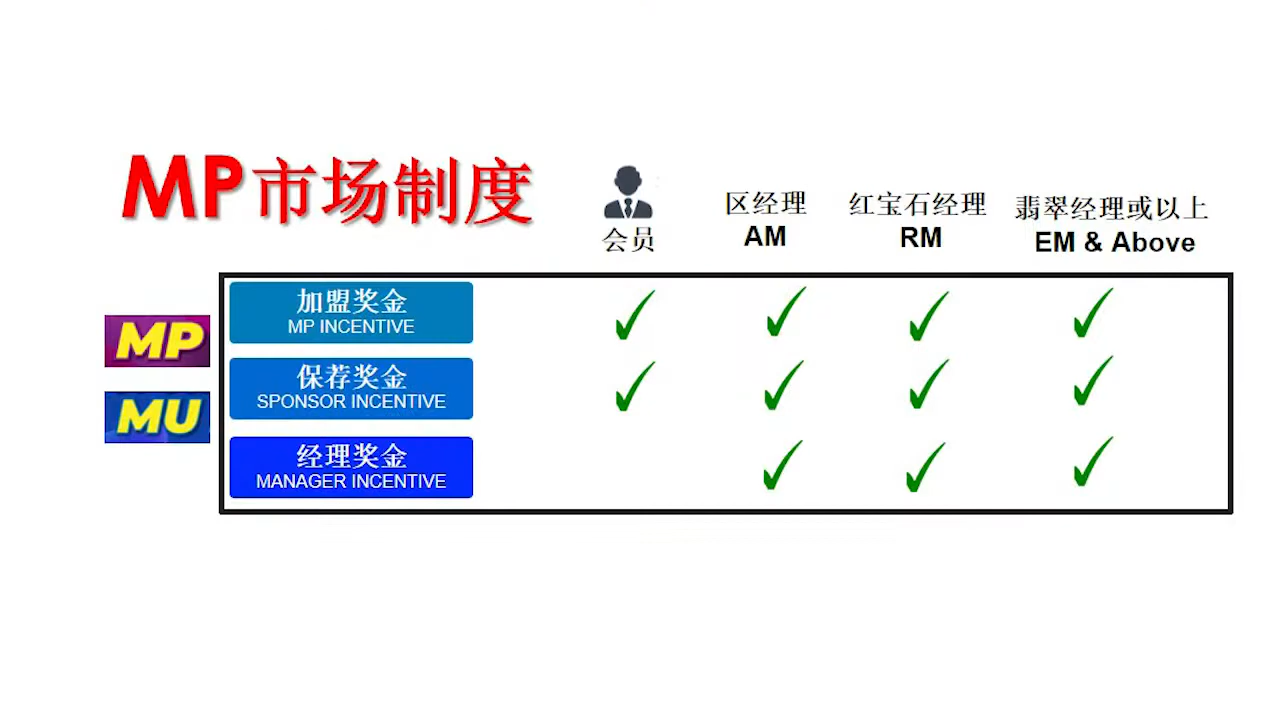 MP市场制度
会员
区经理
AM
红宝石经理
RM
翡翠经理或以上
EM & Above
MP
MU
加盟奖金
MP INCENTIVE
保荐奖金
SPONSOR INCENTIVE
经理奖金
MANAGER INCENTIVE